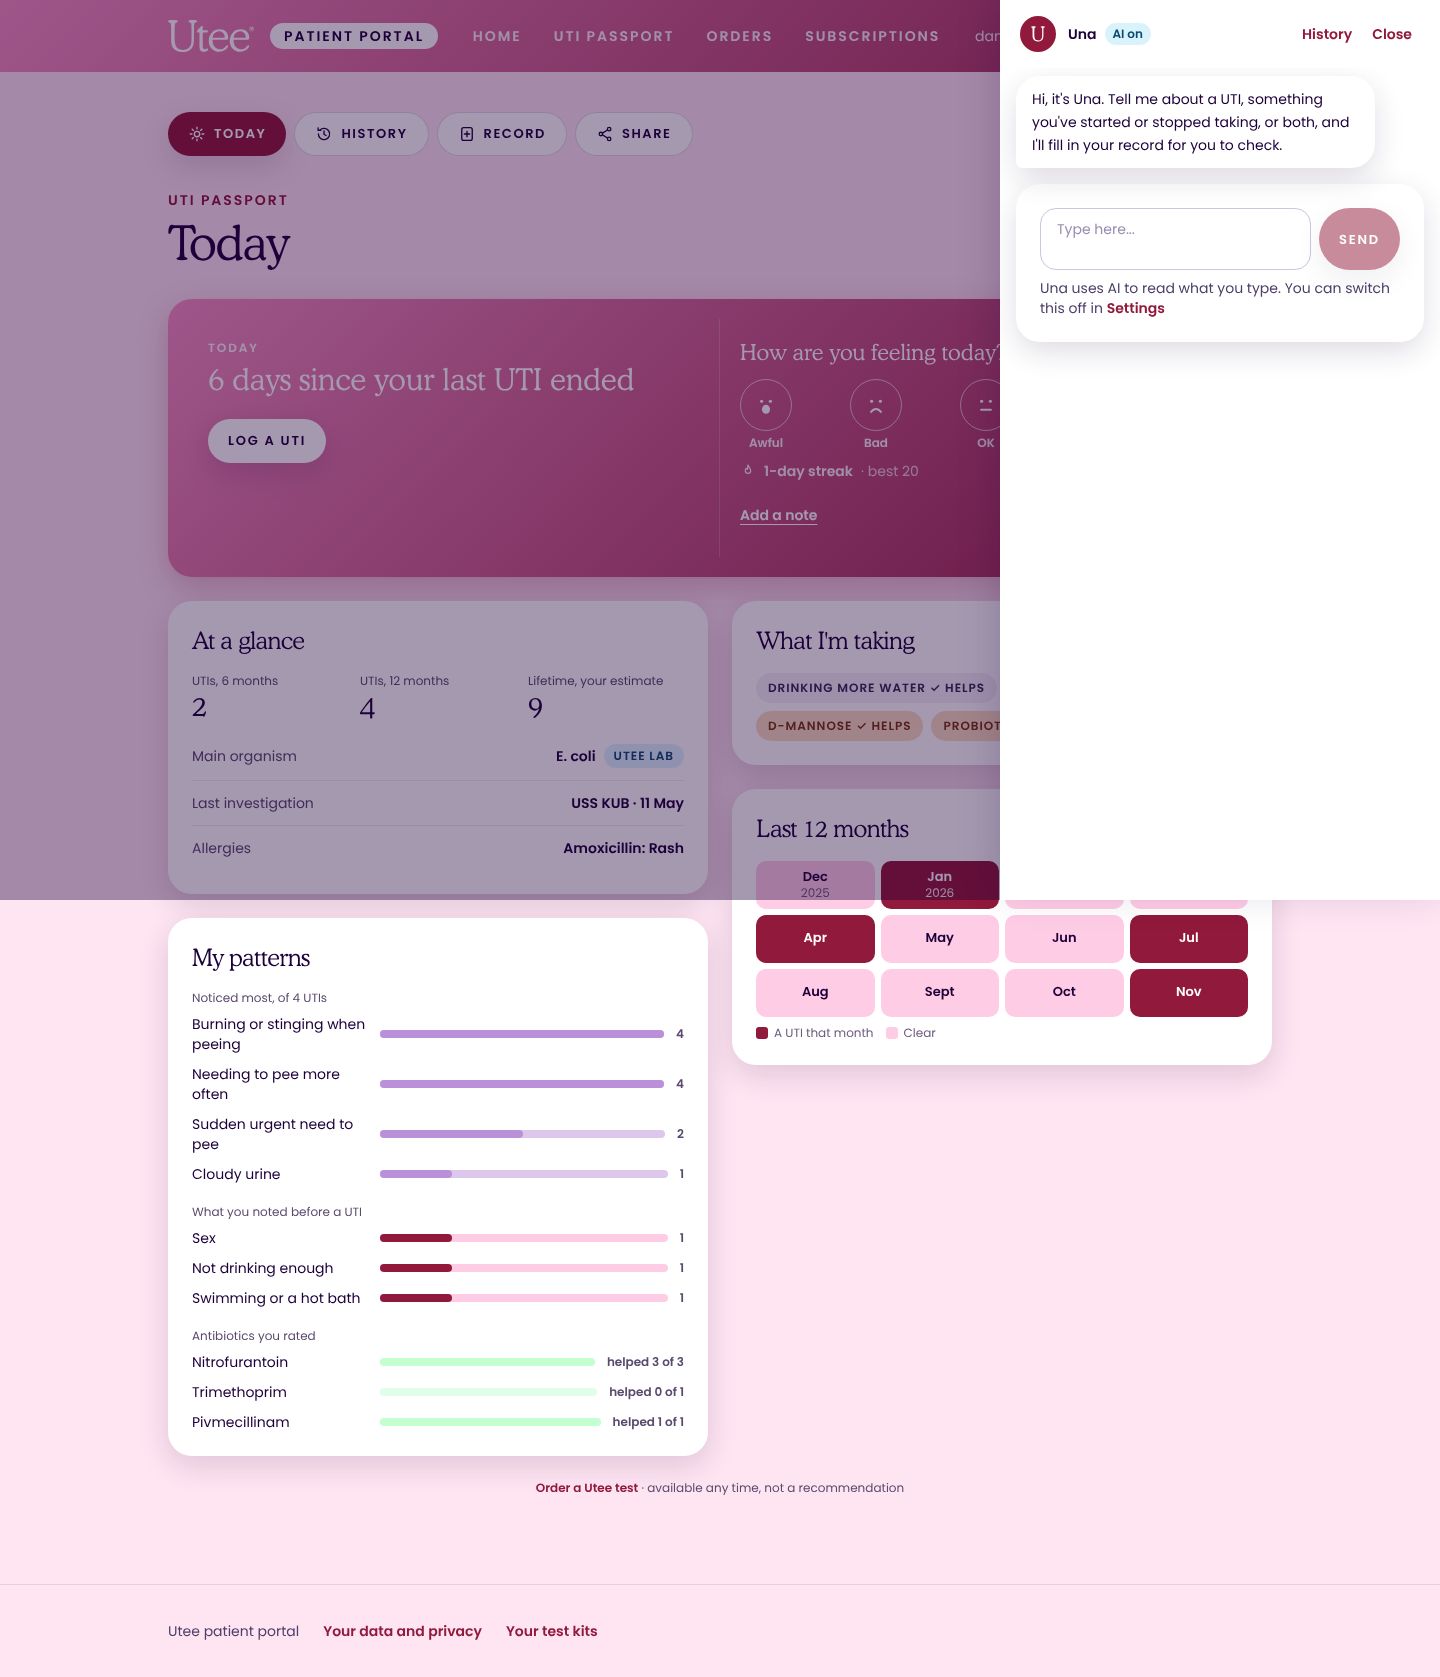 Utee®
PATIENT PORTAL
HOME
UTI PASSPORT
ORDERS
SUBSCRIPTIONS
TODAY
HISTORY
RECORD
SHARE
UTI PASSPORT
Today
TODAY
6 days since your last UTI ended
LOG A UTI
How are you feeling today?
Awful
Bad
OK
1-day streak · best 20
Add a note
At a glance
UTIs, 6 months
2
UTIs, 12 months
4
Lifetime, your estimate
9
Main organism
E. coli
UTEE LAB
Last investigation
USS KUB · 11 May
Allergies
Amoxicillin: Rash
What I'm taking
DRINKING MORE WATER ✓ HELPS
D-MANNOSE ✓ HELPS
Last 12 months
Dec
2025
Jan
2026
Apr
May
Jun
Jul
Aug
Sept
Oct
Nov
A UTI that month
Clear
My patterns
Noticed most, of 4 UTIs
Burning or stinging when
peeing
4
Needing to pee more
often
4
Sudden urgent need to
pee
2
Cloudy urine
1
What you noted before a UTI
Sex
1
Not drinking enough
1
Swimming or a hot bath
1
Antibiotics you rated
Nitrofurantoin
helped 3 of 3
Trimethoprim
helped 0 of 1
Pivmecillinam
helped 1 of 1
Order a Utee test · available any time, not a recommendation
Utee patient portal
Your data and privacy
Your test kits
U
Una
AI on
History
Close
Hi, it's Una. Tell me about a UTI, something
you've started or stopped taking, or both, and
I'll fill in your record for you to check.
Type here...
SEND
Una uses AI to read what you type. You can switch
this off in Settings